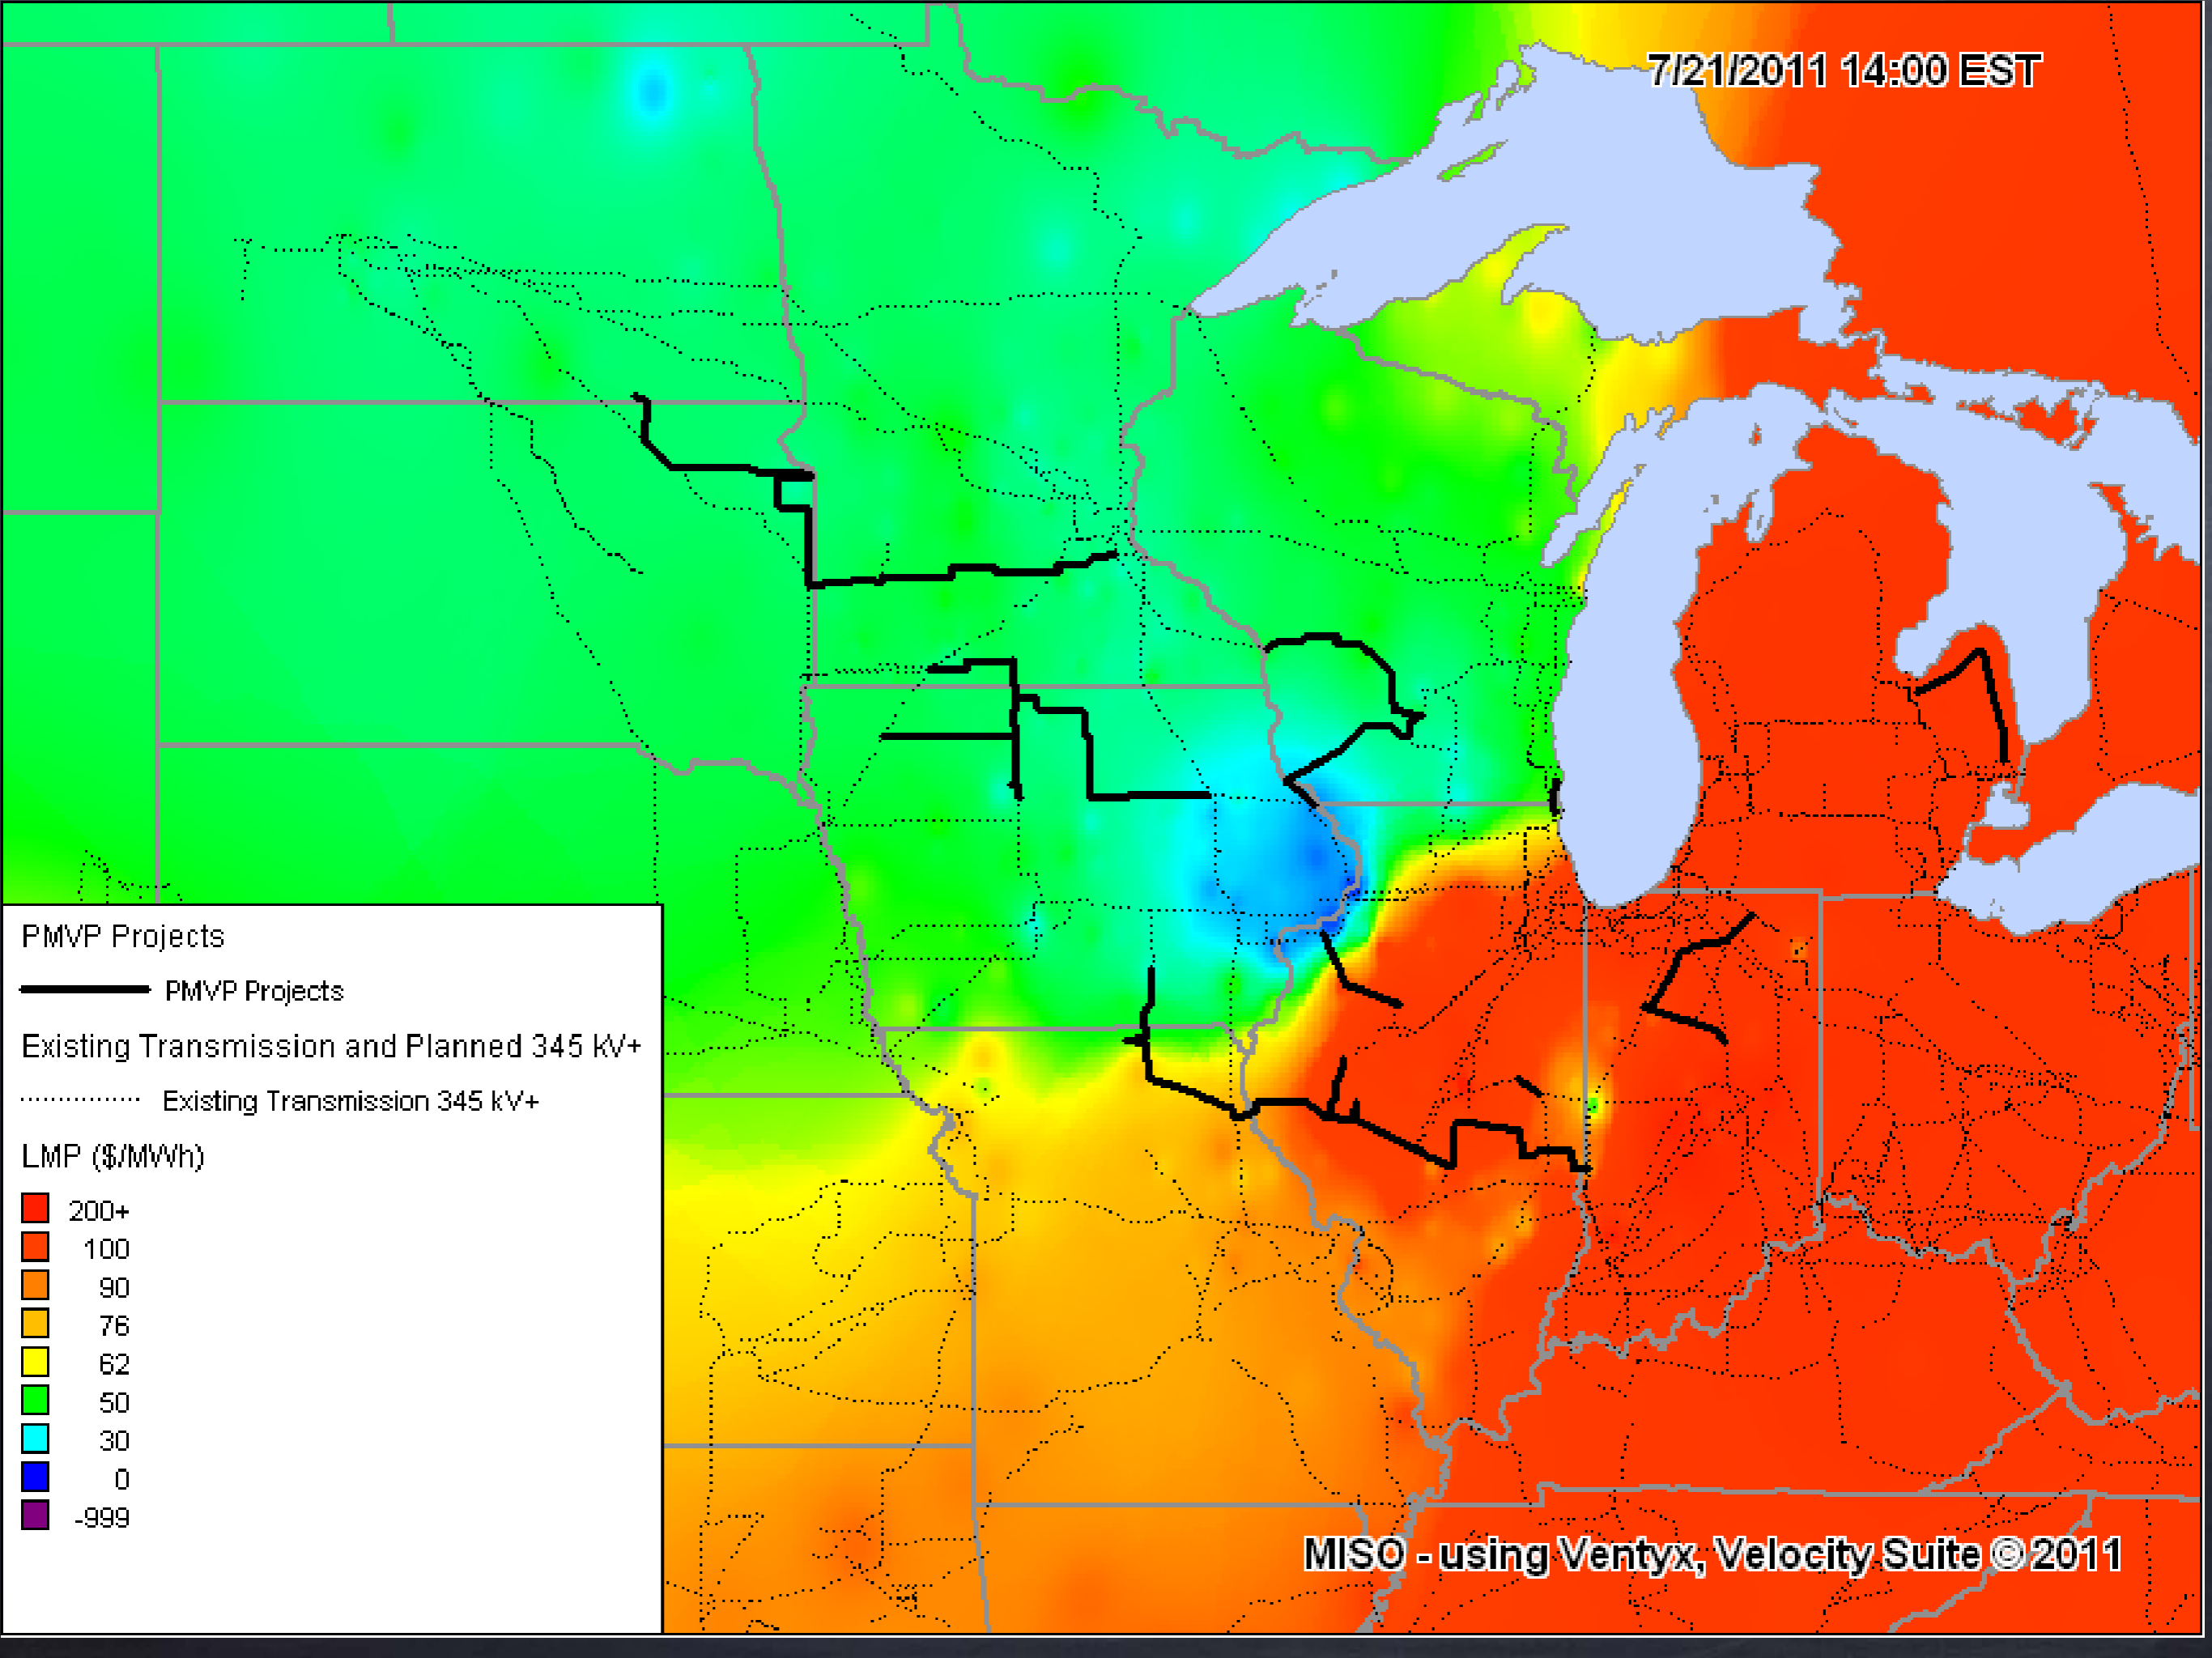 7/21/2011 14:00 EST
PMVP Projects
PMVP Projects
Existing Transmission and Planned 345 kV+
Existing Transmission 345 kV+
LMP ($/MWh)
200+
100
90
76
62
50
30
0
-999
MISO - using Ventyx, Velocity Suite © 2011